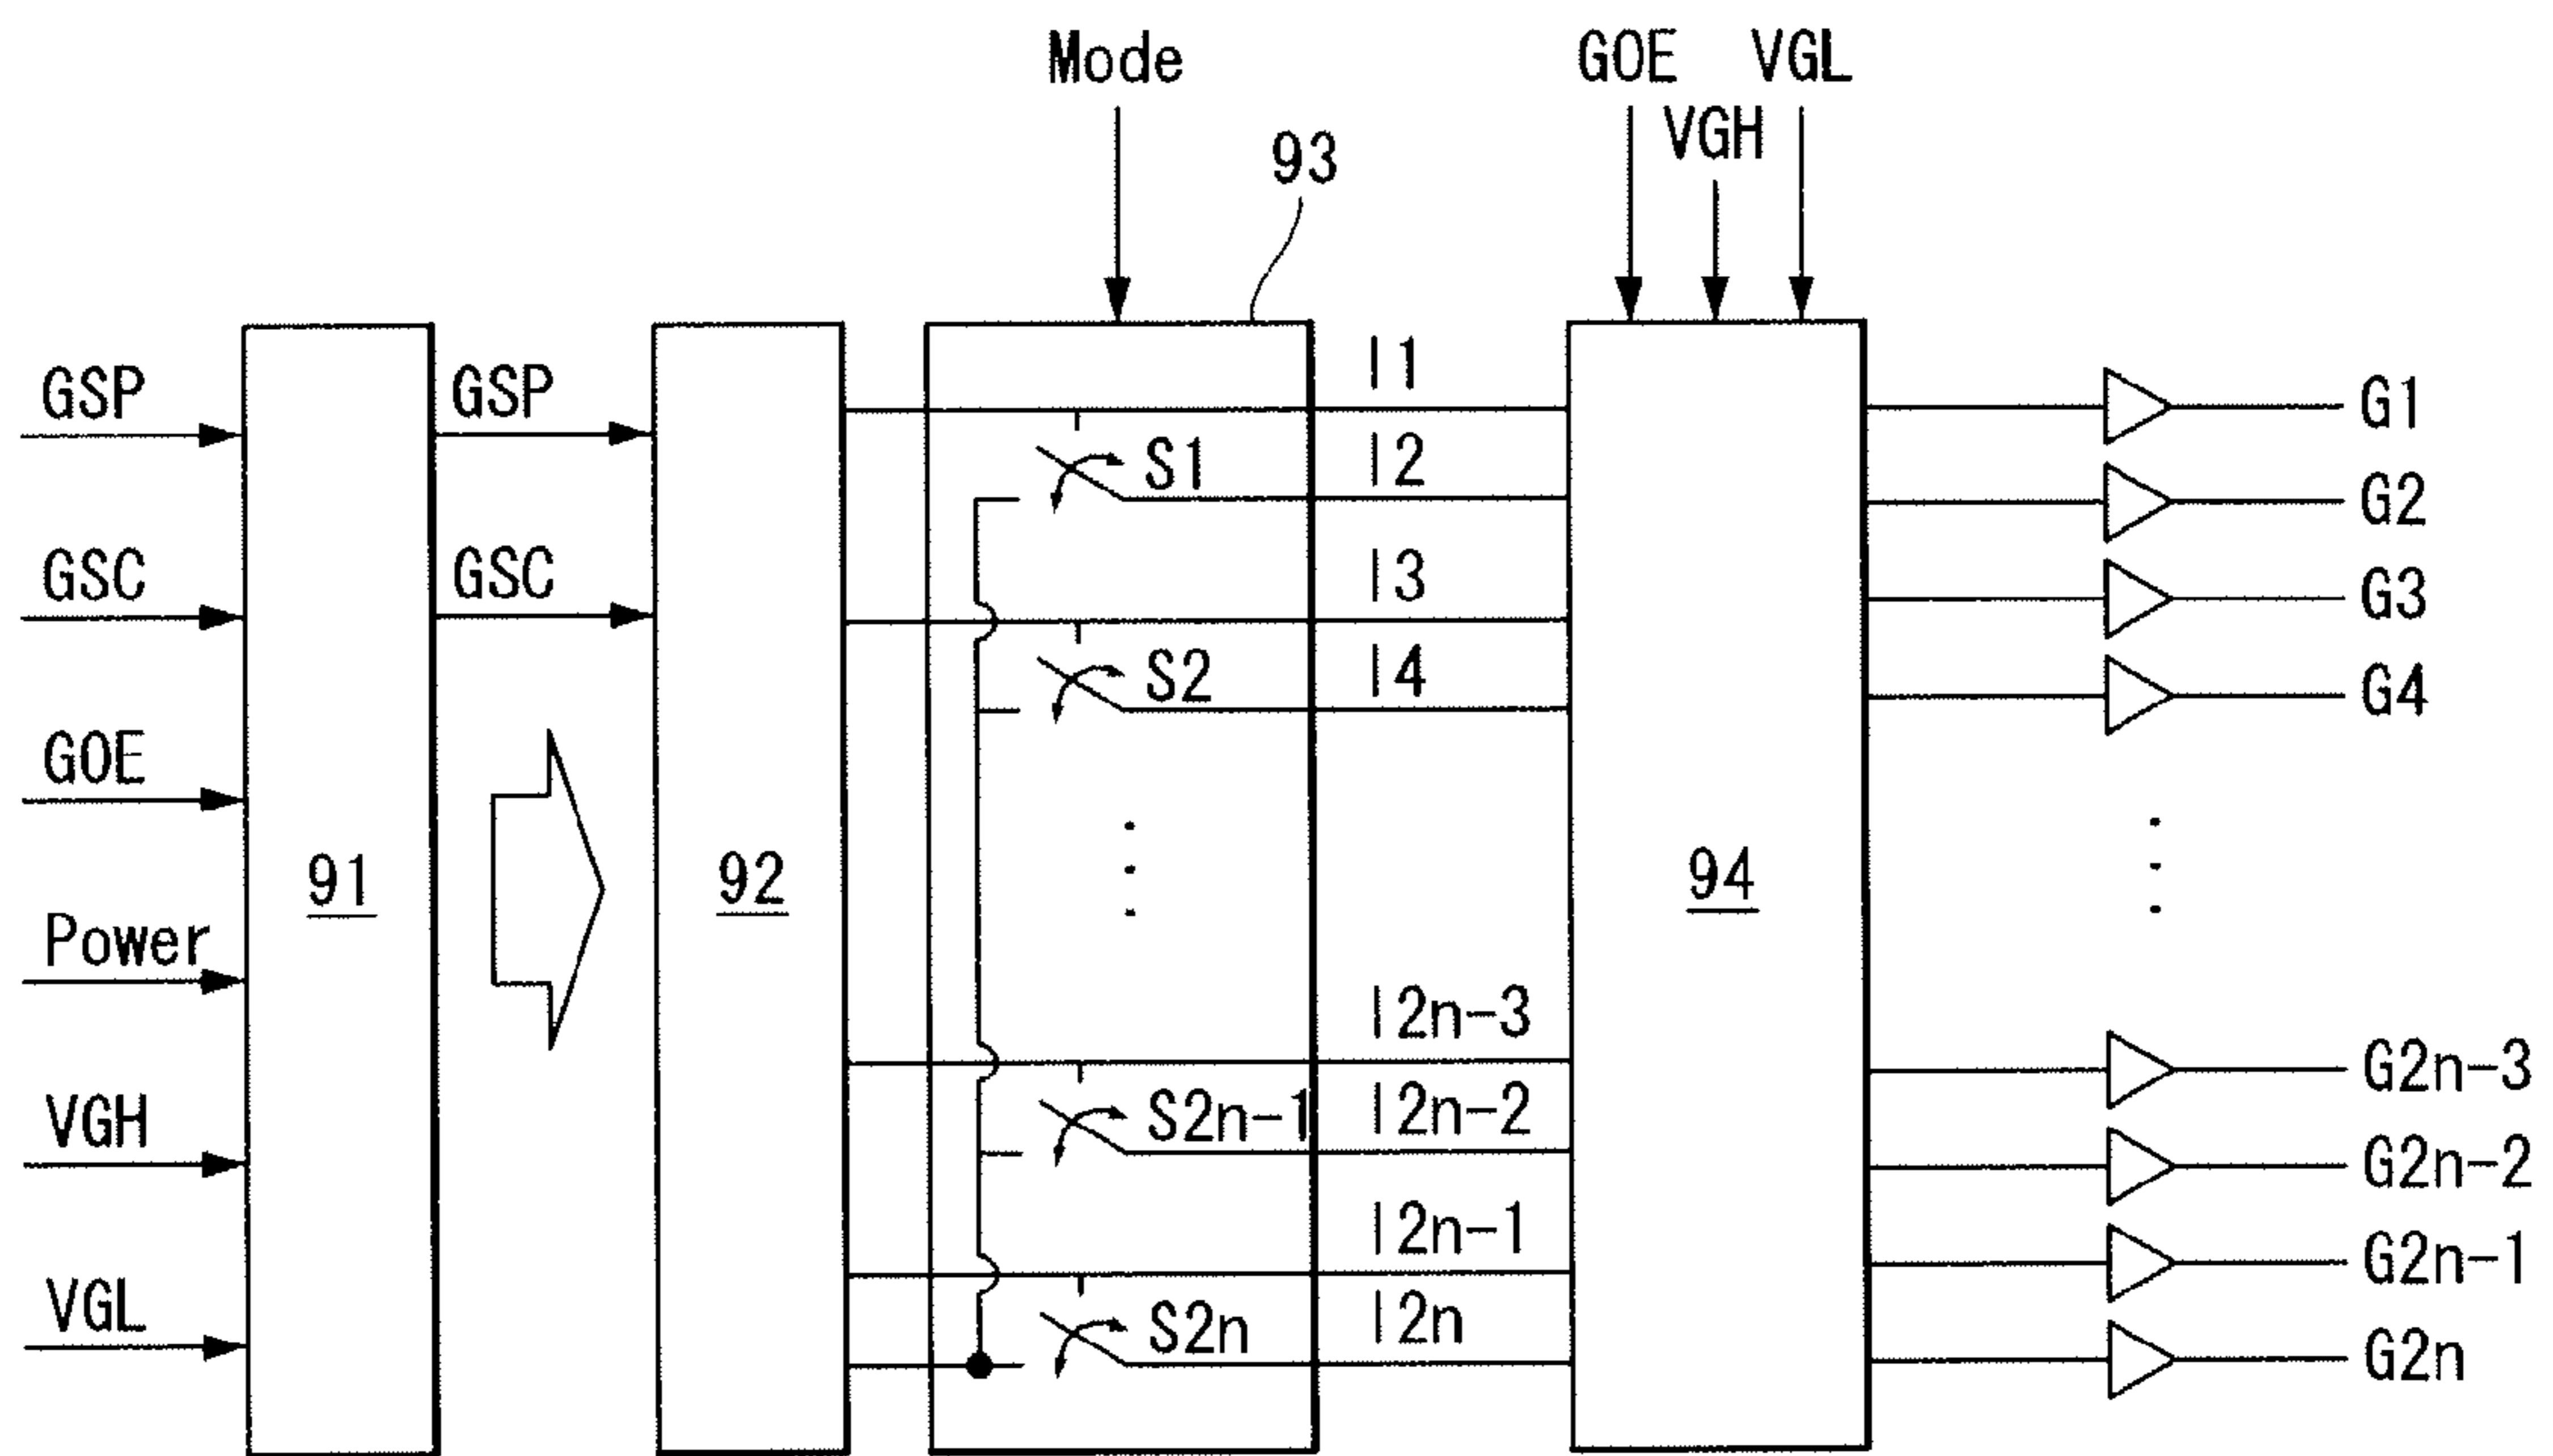 Mode
GOE
VGL
VGH
93
GSP
GSC
GOE
Power
VGH
VGL
91
GSP
GSC
92
S1
S2
S2n-1
S2n
I1
I2
I3
I4
I2n-3
I2n-2
I2n-1
I2n
94
G1
G2
G3
G4
G2n-3
G2n-2
G2n-1
G2n